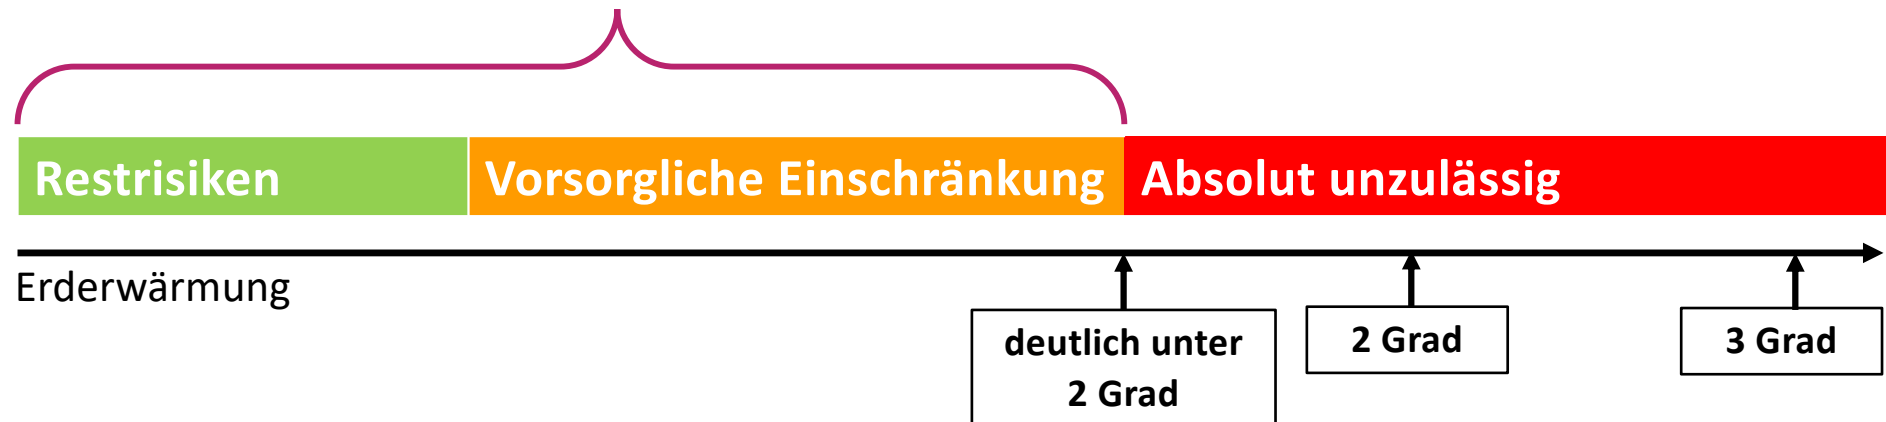 Restrisiken
Vorsorgliche Einschränkung
Absolut unzulässig
Erderwärmung
deutlich unter
2 Grad
2 Grad
3 Grad